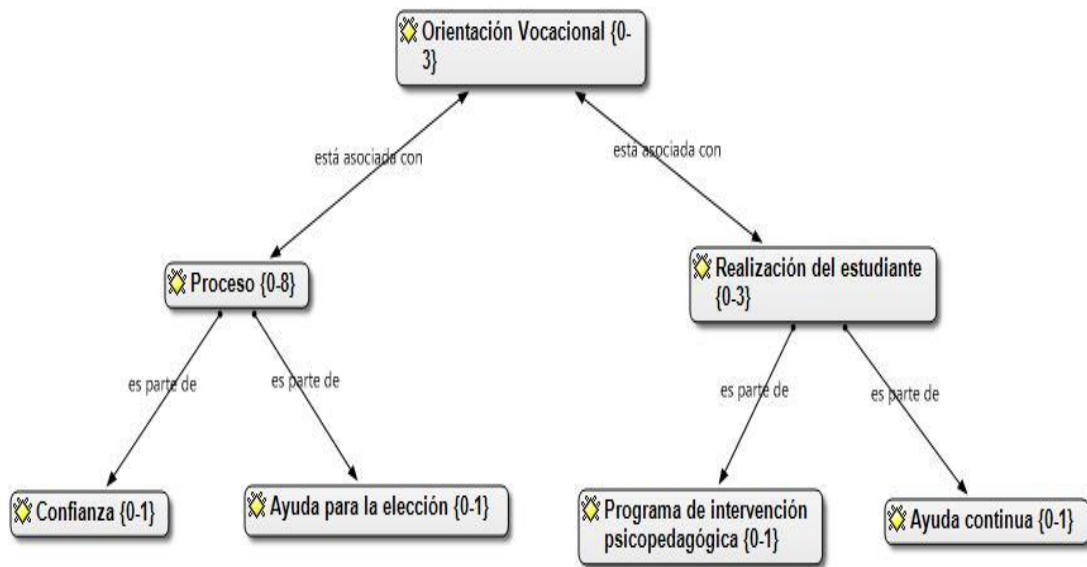 Orientación Vocacional {0-
3}
está asociada con
está asociada con
Proceso {0-8}
Realización del estudiante
{0-3}
es parte de
es parte de
es parte de
es parte de
Confianza {0-1}
Ayuda para la elección {0-1}
Programa de intervención
psicopedagógica {0-1}
Ayuda continua {0-1}